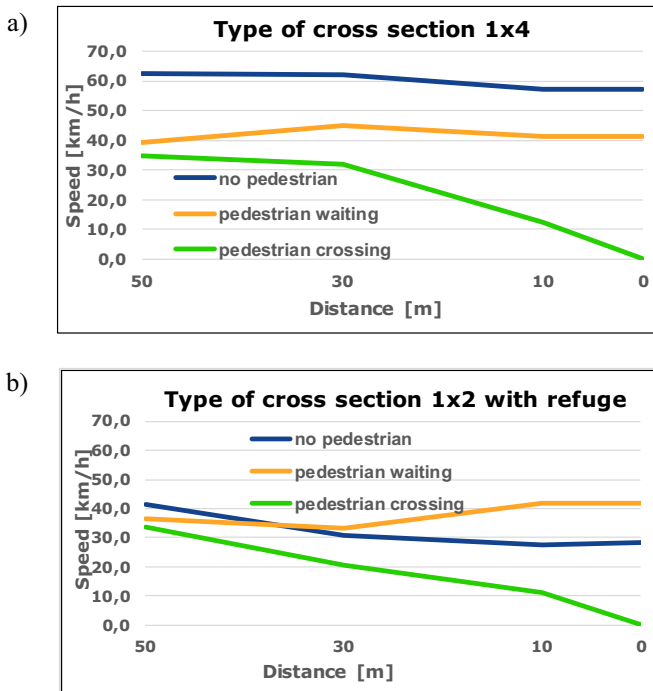 a)
Type of cross section 1x4
70,0
60,0
50,0
40,0
30,0
20,0
10,0
0,0
Speed [km/h]
no pedestrian
pedestrian waiting
pedestrian crossing
50 30 10 0
Distance [m]
b)
Type of cross section 1x2 with refuge
70,0
60,0
50,0
40,0
30,0
20,0
10,0
0,0
Speed [km/h]
no pedestrian
pedestrian waiting
pedestrian crossing
50 30 10 0
Distance [m]